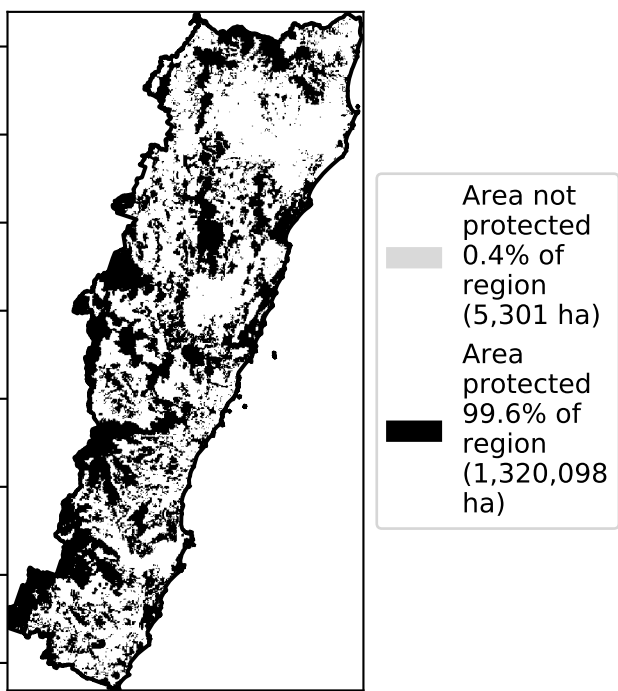 Area not
protected
0.4% of
region
(5,301 ha)
Area
protected
99.6% of
region
(1,320,098
ha)